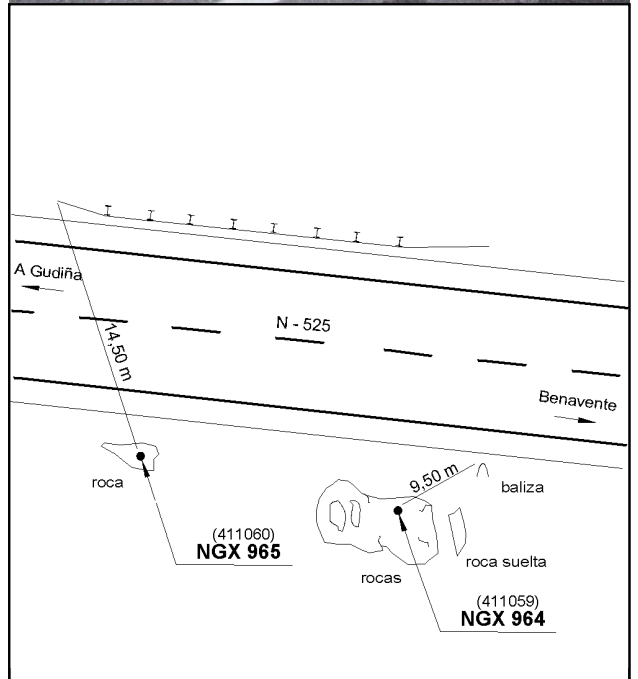 A Gudiña
14,50 m
N - 525
Benavente
roca
9,50 m
baliza
(411060)
NGX 965
roca suelta
rocas
(411059)
NGX 964